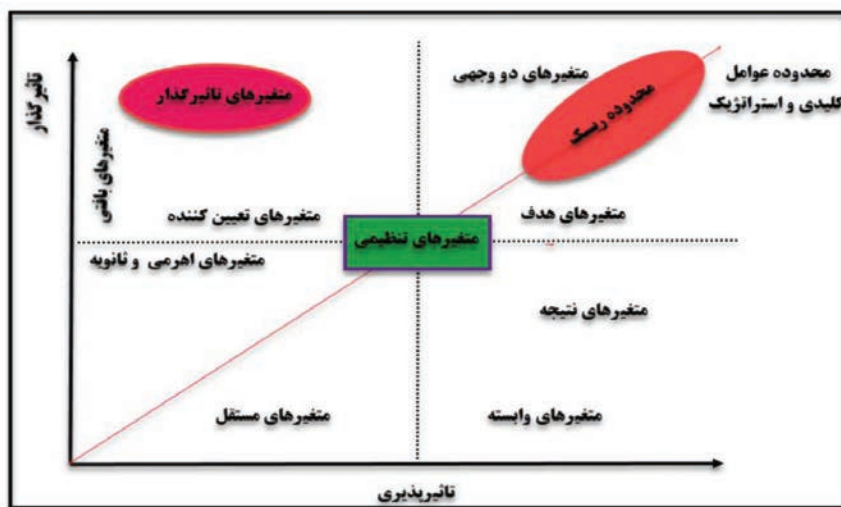 تاثیرگذار
متغیرهای تاثیرگذار
متغیرهای دو وجهی
محدوده ریسک
محدوده عوامل
کلیدی و استراتژیک
متغیرهای بافتی
متغیرهای تعیین کننده
متغیرهای هدف
متغیرهای تنظیمی
متغیرهای اهرمی و ثانویه
متغیرهای نتیجه
متغیرهای مستقل
متغیرهای وابسته
تاثیرپذیری